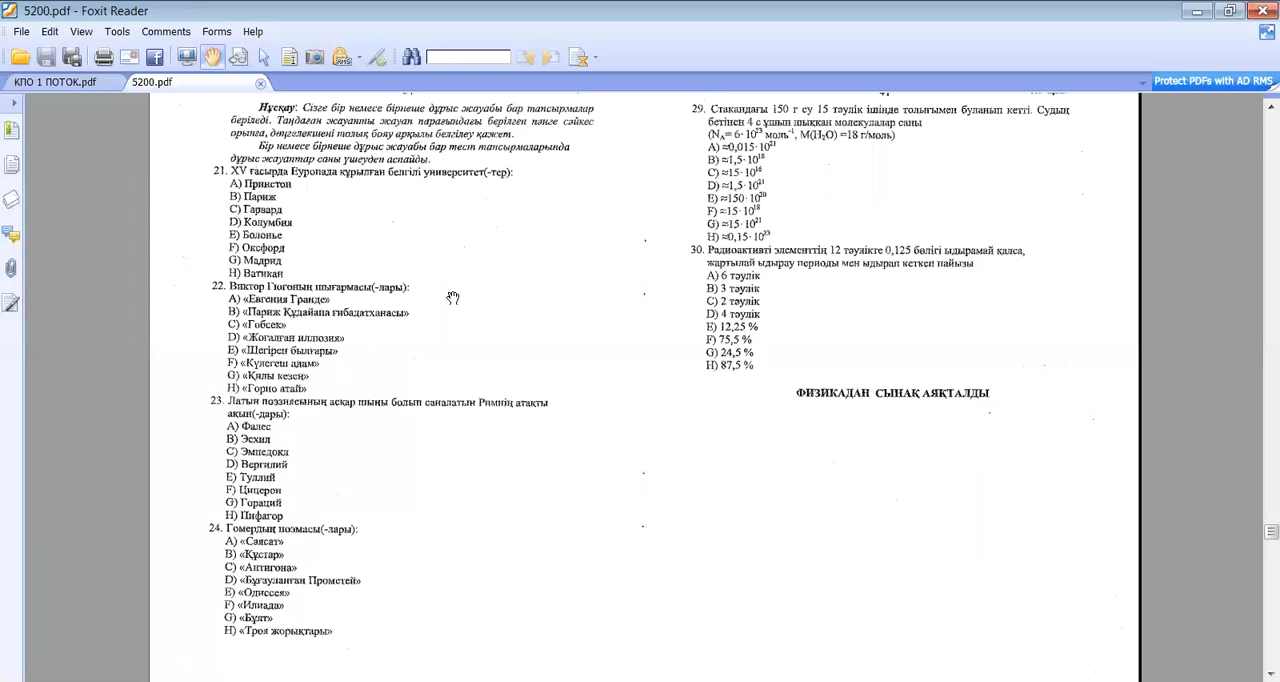 5200.pdf - Foxit Reader
File Edit View Tools Comments Forms Help
КПО 1 ПОТОК.pdf
5200.pdf
Protect PDFs with AD RMS
Нұсқау: Сізге бір немесе бірнеше дұрыс жауабы бар тапсырмалар
беріледі. Таңдаған жауапты жауап парағындағы берілген пәнге сәйкес
орынға, дөңгелекшені толық бояу арқылы белгілеу қажет.
Бір немесе бірнеше дұрыс жауабы бар тест тапсырмаларында
дұрыс жауаптар саны үшеуден аспайды.
21. XV ғасырда Еуропада құрылған белгілі университет(-тер):
A) Принстон
B) Париж
C) Гарвард
D) Колумбия
E) Болонье
F) Оксфорд
G) Мадрид
H) Ватикан
22. Виктор Гюгоның шығармасы(-лары):
A) «Евгения Гранде»
B) «Париж Құдайана ғибадатханасы»
C) «Гобсек»
D) «Жоғалған иллюзия»
E) «Шегірен былғары»
F) «Күлегеш адам»
G) «Қилы кезең»
H) «Горио атай»
23. Латын поэзиясының асқар шыңы болып саналатын Римнің атақты
ақын(-дары):
A) Фалес
B) Эсхил
C) Эмпедокл
D) Вергилий
E) Туллий
F) Цицерон
G) Гораций
H) Пифагор
24. Гомердың поэмасы(-лары):
A) «Саясат»
B) «Құстар»
C) «Антигона»
D) «Бұғауланған Прометей»
E) «Одиссея»
F) «Илиада»
G) «Бұлт»
H) «Троя жорықтары»
29. Стакандағы 150 г су 15 тәулік ішінде толығымен буланып кетті. Судың
бетінен 4 с ұшып шыққан молекулалар саны
(N_A= 6·10²³ моль⁻¹, M(H₂O) =18 г/моль)
A) ≈0,015·10²¹
B) ≈1,5·10¹⁸
C) ≈15·10¹⁶
D) ≈1,5·10²¹
E) ≈150·10²⁰
F) ≈15·10¹⁸
G) ≈15·10²¹
H) ≈0,15·10²³
30. Радиоактивті элементтің 12 тәулікте 0,125 бөлігі ыдырамай қалса,
жартылай ыдырау периоды мен ыдырап кеткен пайызы
A) 6 тәулік
B) 3 тәулік
C) 2 тәулік
D) 4 тәулік
E) 12,25 %
F) 75,5 %
G) 24,5 %
H) 87,5 %
ФИЗИКАДАН СЫНАҚ АЯҚТАЛДЫ